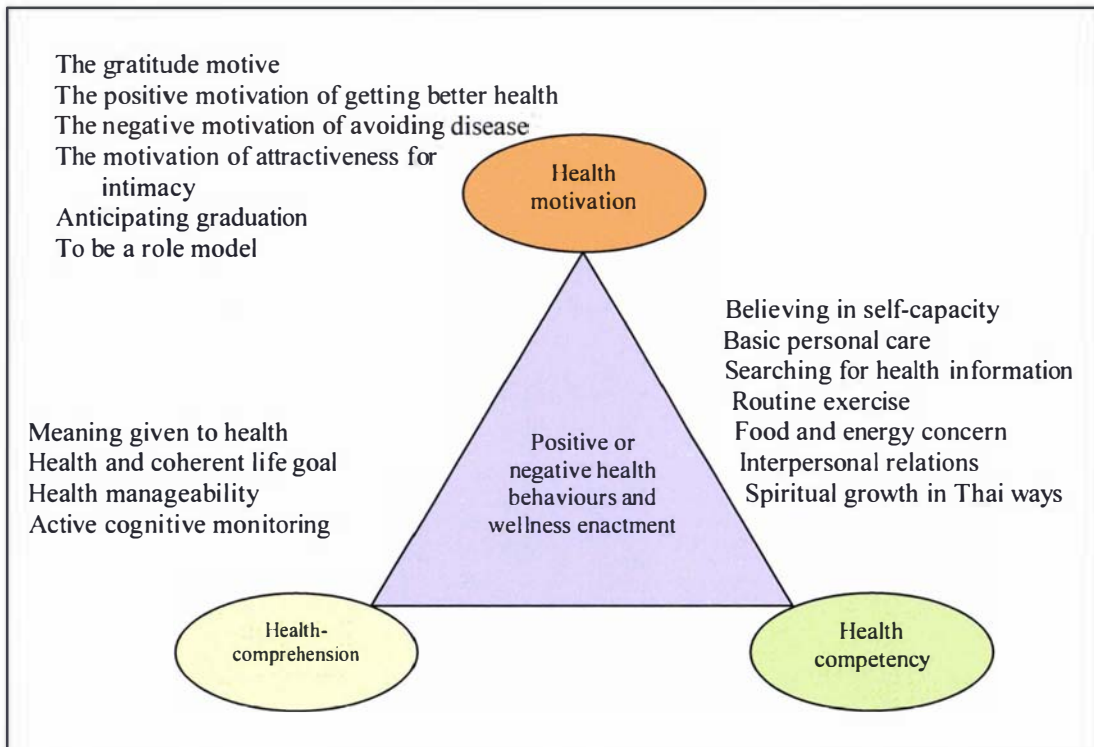 The gratitude motive
The positive motivation of getting better health
The negative motivation of avoiding disease
The motivation of attractiveness for
intimacy
Anticipating graduation
To be a role model
Health
motivation
Believing in self-capacity
Basic personal care
Searching for health information
Routine exercise
Food and energy concern
Interpersonal relations
Spiritual growth in Thai ways
Meaning given to health
Health and coherent life goal
Health manageability
Active cognitive monitoring
Positive or
negative health
behaviours and
wellness enactment
Health-
comprehension
Health
competency